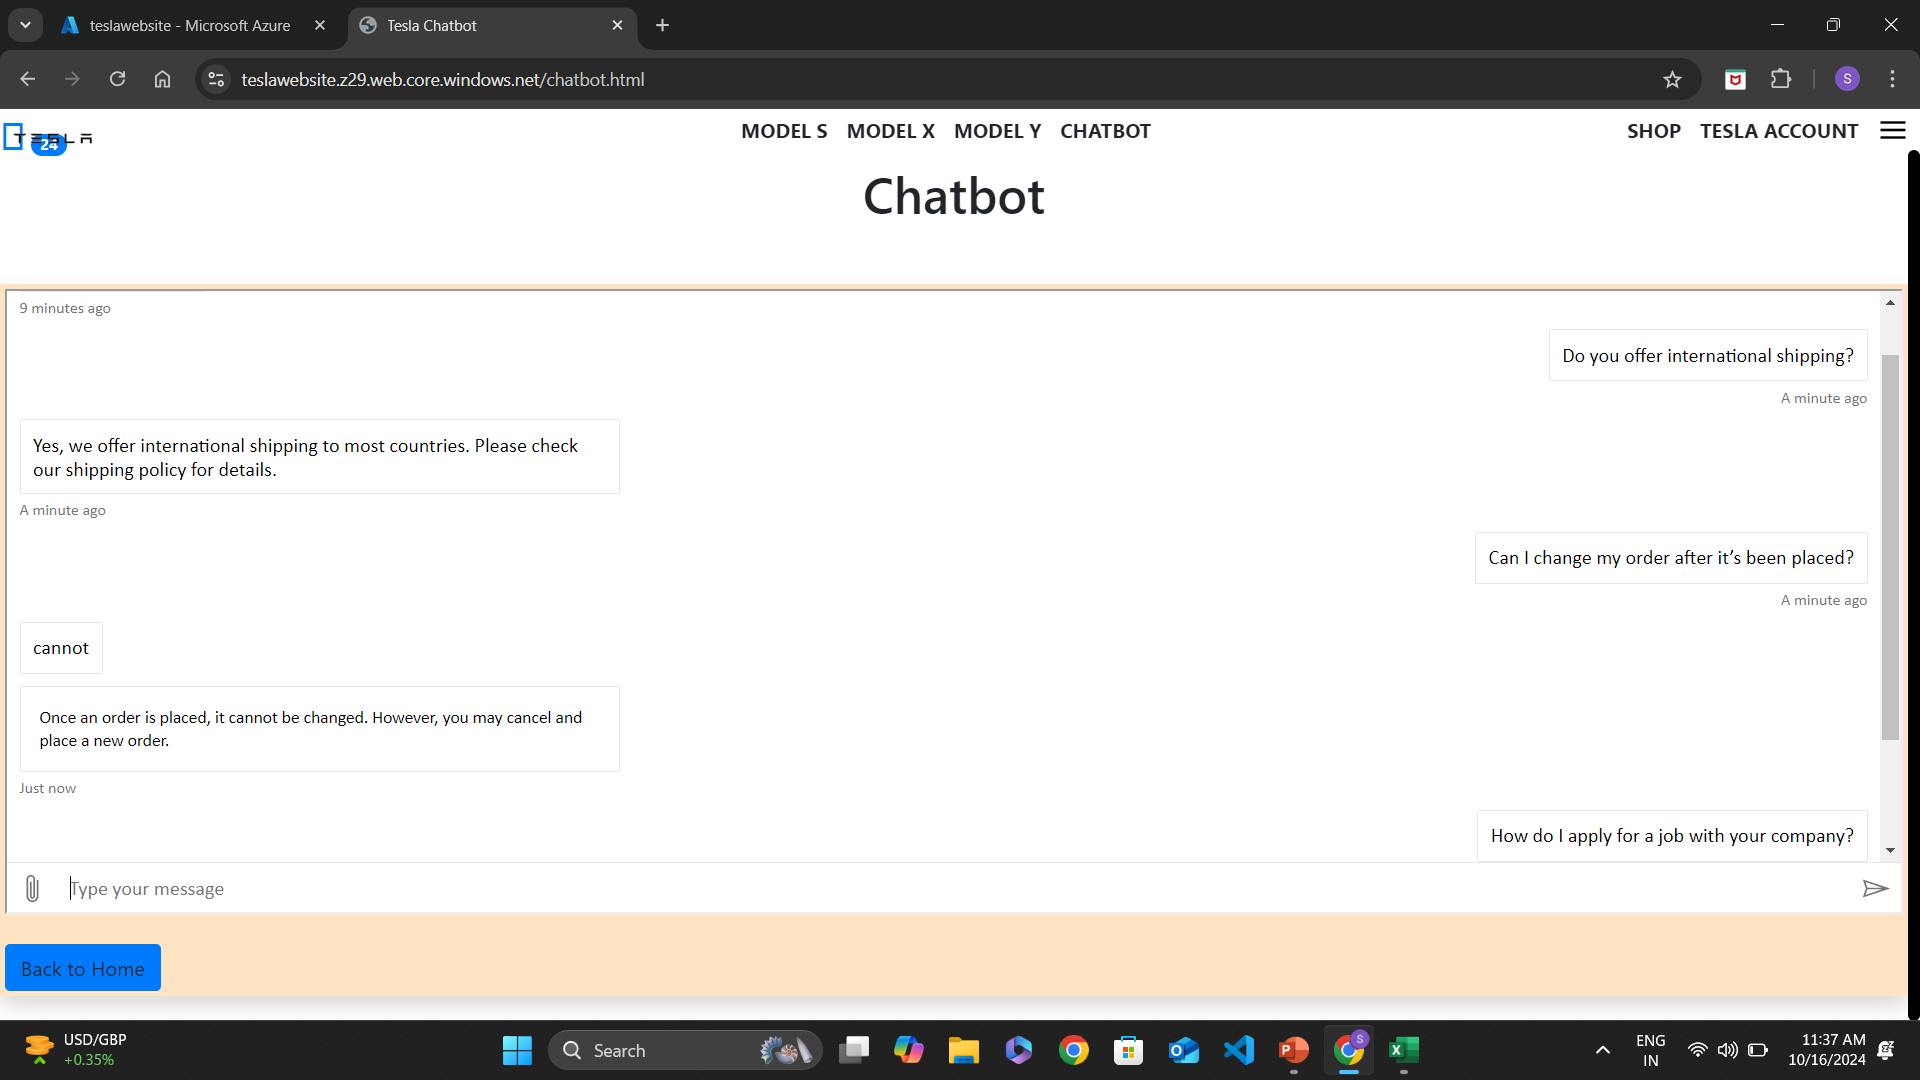 teslawebsite - Microsoft Azure
Tesla Chatbot
teslawebsite.z29.web.core.windows.net/chatbot.html
S
TESLA
24
MODEL S MODEL X MODEL Y CHATBOT
SHOP TESLA ACCOUNT
Chatbot
9 minutes ago
Do you offer international shipping?
A minute ago
Yes, we offer international shipping to most countries. Please check
our shipping policy for details.
A minute ago
Can I change my order after it’s been placed?
A minute ago
cannot
Once an order is placed, it cannot be changed. However, you may cancel and
place a new order.
Just now
How do I apply for a job with your company?
Type your message
Back to Home
USD/GBP
+0.35%
Search
S
ENG
IN
11:37 AM
10/16/2024